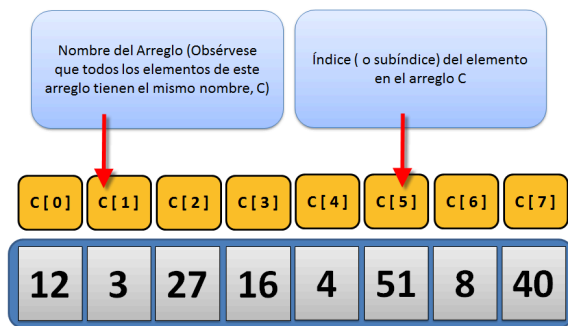 Nombre del Arreglo (Obsérvese
que todos los elementos de este
arreglo tienen el mismo nombre, C)
Índice ( o subíndice) del elemento
en el arreglo C
C [ 0 ] C [ 1 ] C [ 2 ] C [ 3 ] C [ 4 ] C [ 5 ] C [ 6 ] C [ 7 ]
12 3 27 16 4 51 8 40